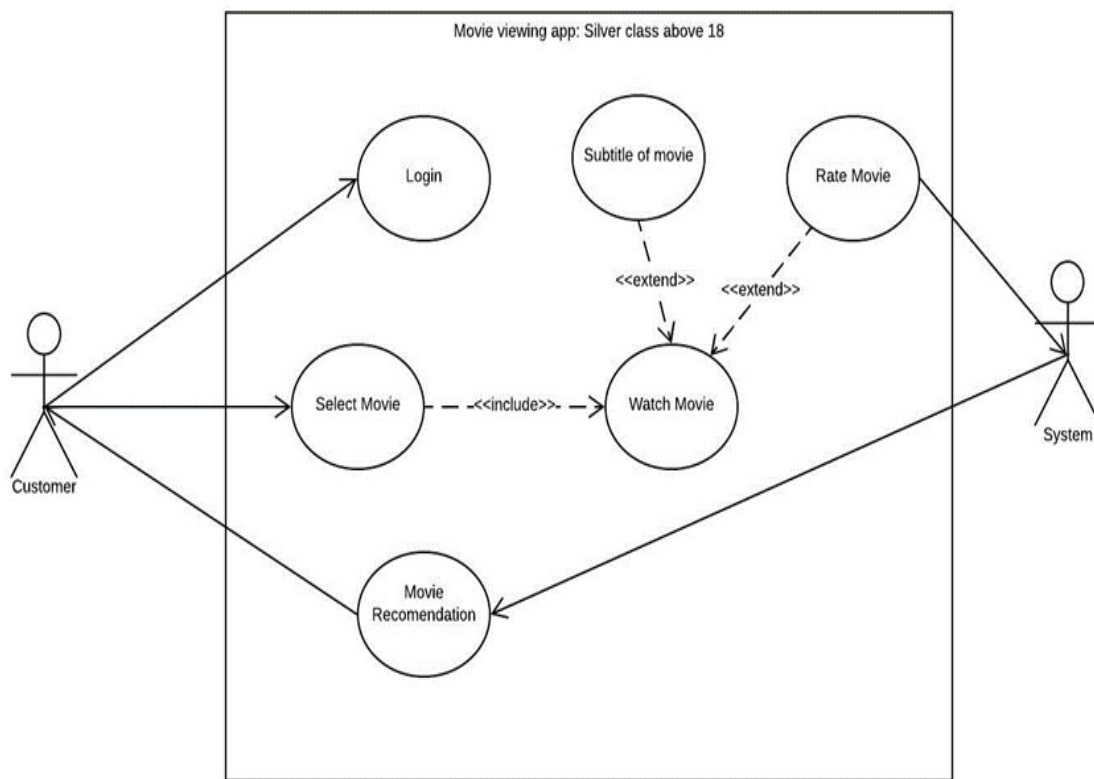 Movie viewing app: Silver class above 18
Login
Subtitle of movie
Rate Movie
<<extend>>
<<extend>>
Select Movie
<<include>>
Watch Movie
System
Customer
Movie
Recomendation